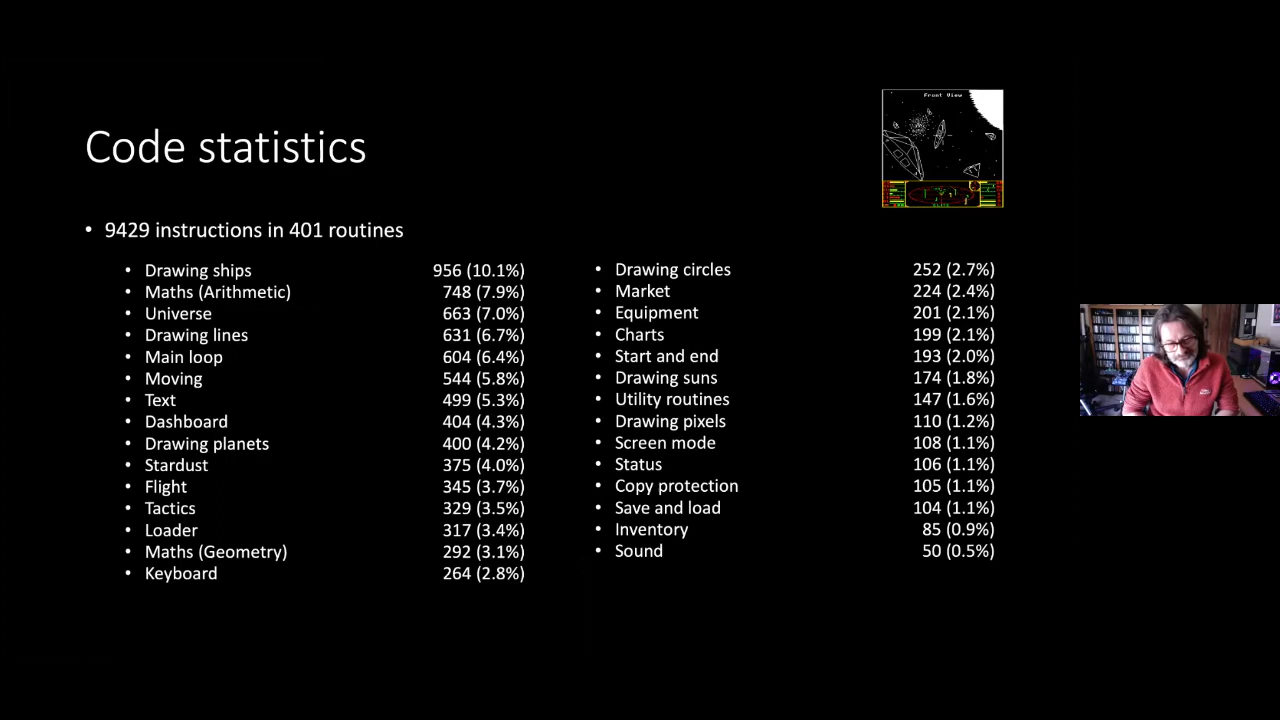 Front View
Code statistics
• 9429 instructions in 401 routines
• Drawing ships 956 (10.1%)
• Maths (Arithmetic) 748 (7.9%)
• Universe 663 (7.0%)
• Drawing lines 631 (6.7%)
• Main loop 604 (6.4%)
• Moving 544 (5.8%)
• Text 499 (5.3%)
• Dashboard 404 (4.3%)
• Drawing planets 400 (4.2%)
• Stardust 375 (4.0%)
• Flight 345 (3.7%)
• Tactics 329 (3.5%)
• Loader 317 (3.4%)
• Maths (Geometry) 292 (3.1%)
• Keyboard 264 (2.8%)
• Drawing circles 252 (2.7%)
• Market 224 (2.4%)
• Equipment 201 (2.1%)
• Charts 199 (2.1%)
• Start and end 193 (2.0%)
• Drawing suns 174 (1.8%)
• Utility routines 147 (1.6%)
• Drawing pixels 110 (1.2%)
• Screen mode 108 (1.1%)
• Status 106 (1.1%)
• Copy protection 105 (1.1%)
• Save and load 104 (1.1%)
• Inventory 85 (0.9%)
• Sound 50 (0.5%)